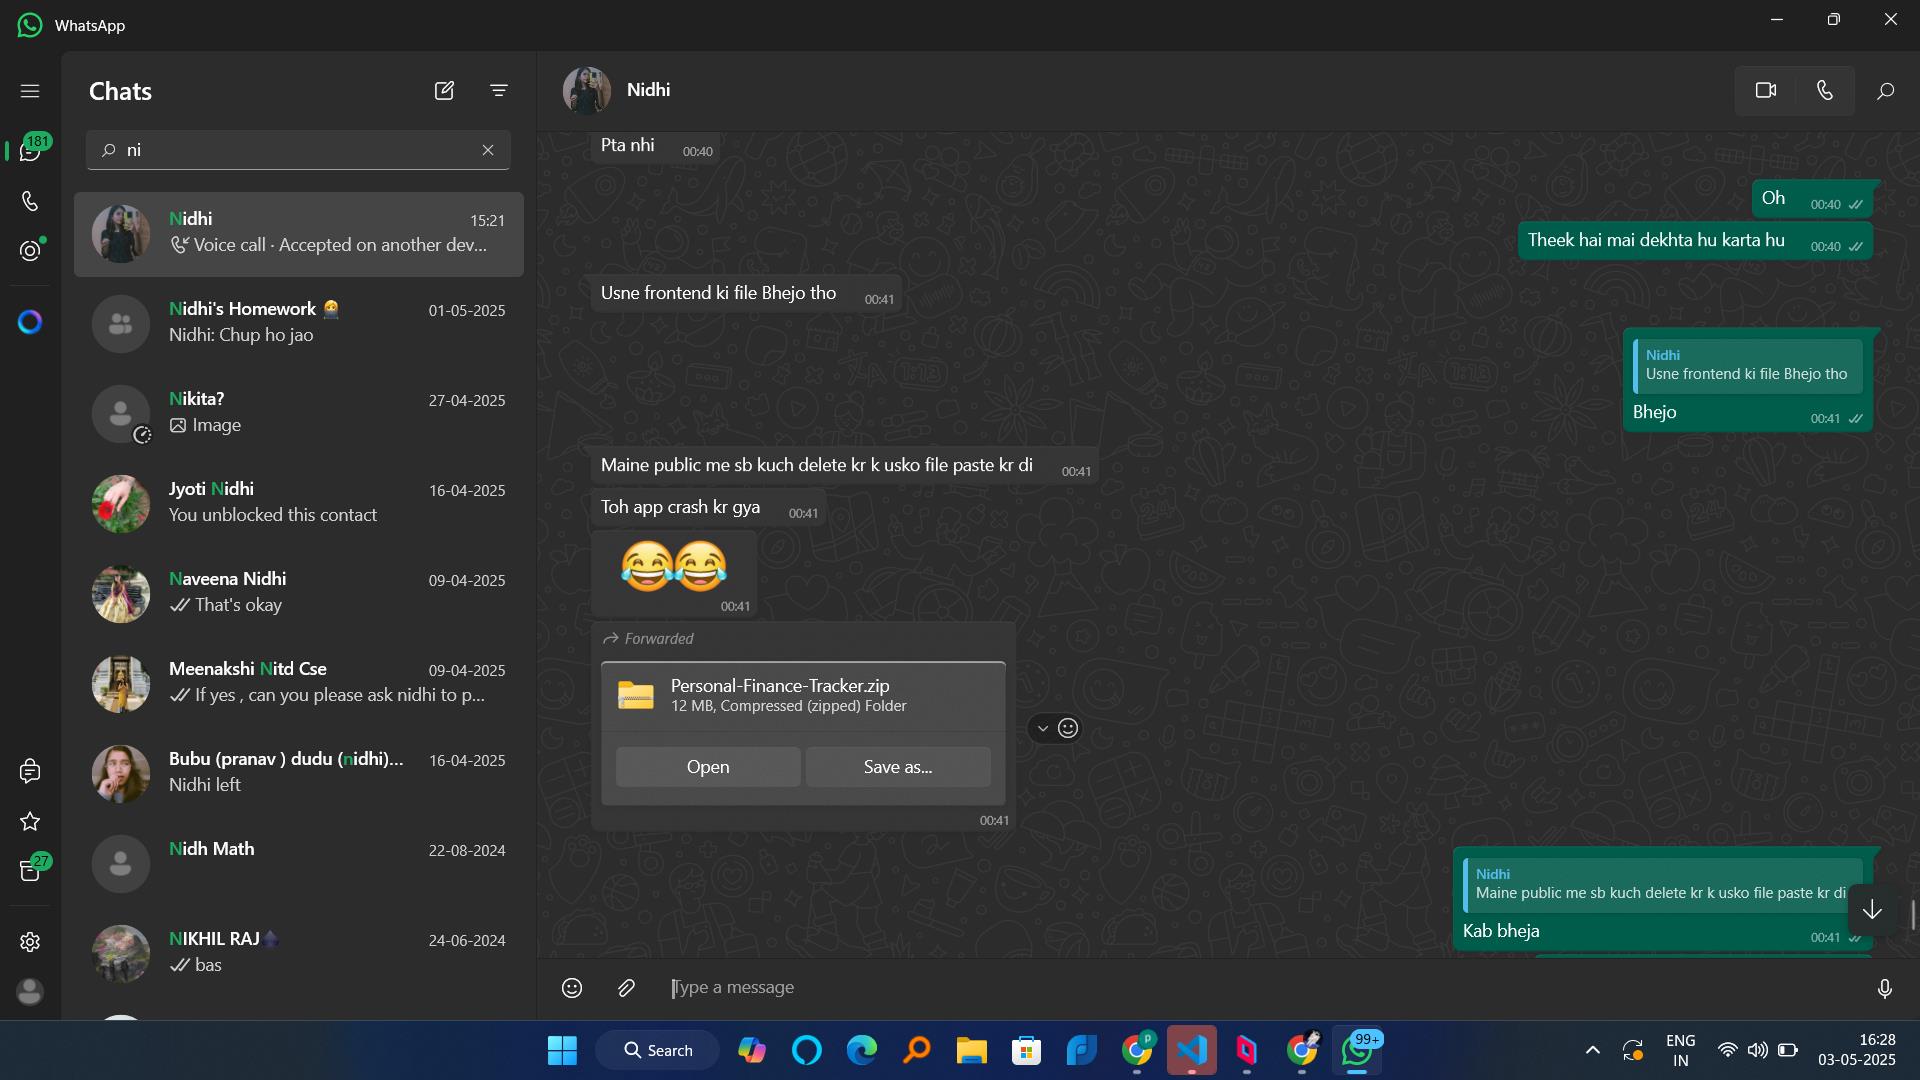 WhatsApp
Chats
181
ni
Nidhi
15:21
Voice call · Accepted on another dev...
Nidhi's Homework 👩‍💻
01-05-2025
Nidhi: Chup ho jao
Nikita?
27-04-2025
Image
Jyoti Nidhi
16-04-2025
You unblocked this contact
Naveena Nidhi
09-04-2025
That's okay
Meenakshi Nitd Cse
09-04-2025
If yes , can you please ask nidhi to p...
Bubu (pranav ) dudu (nidhi)...
16-04-2025
Nidhi left
Nidh Math
22-08-2024
27
NIKHIL RAJ
24-06-2024
bas
Nidhi
Pta nhi
00:40
Oh
00:40
Theek hai mai dekhta hu karta hu
00:40
Usne frontend ki file Bhejo tho
00:41
Nidhi
Usne frontend ki file Bhejo tho
Bhejo
00:41
Maine public me sb kuch delete kr k usko file paste kr di
00:41
Toh app crash kr gya
00:41
😂😂
00:41
Forwarded
Personal-Finance-Tracker.zip
12 MB, Compressed (zipped) Folder
Open
Save as...
00:41
Nidhi
Maine public me sb kuch delete kr k usko file paste kr di
Kab bheja
00:41
Type a message
Search
P
99+
ENG
IN
16:28
03-05-2025